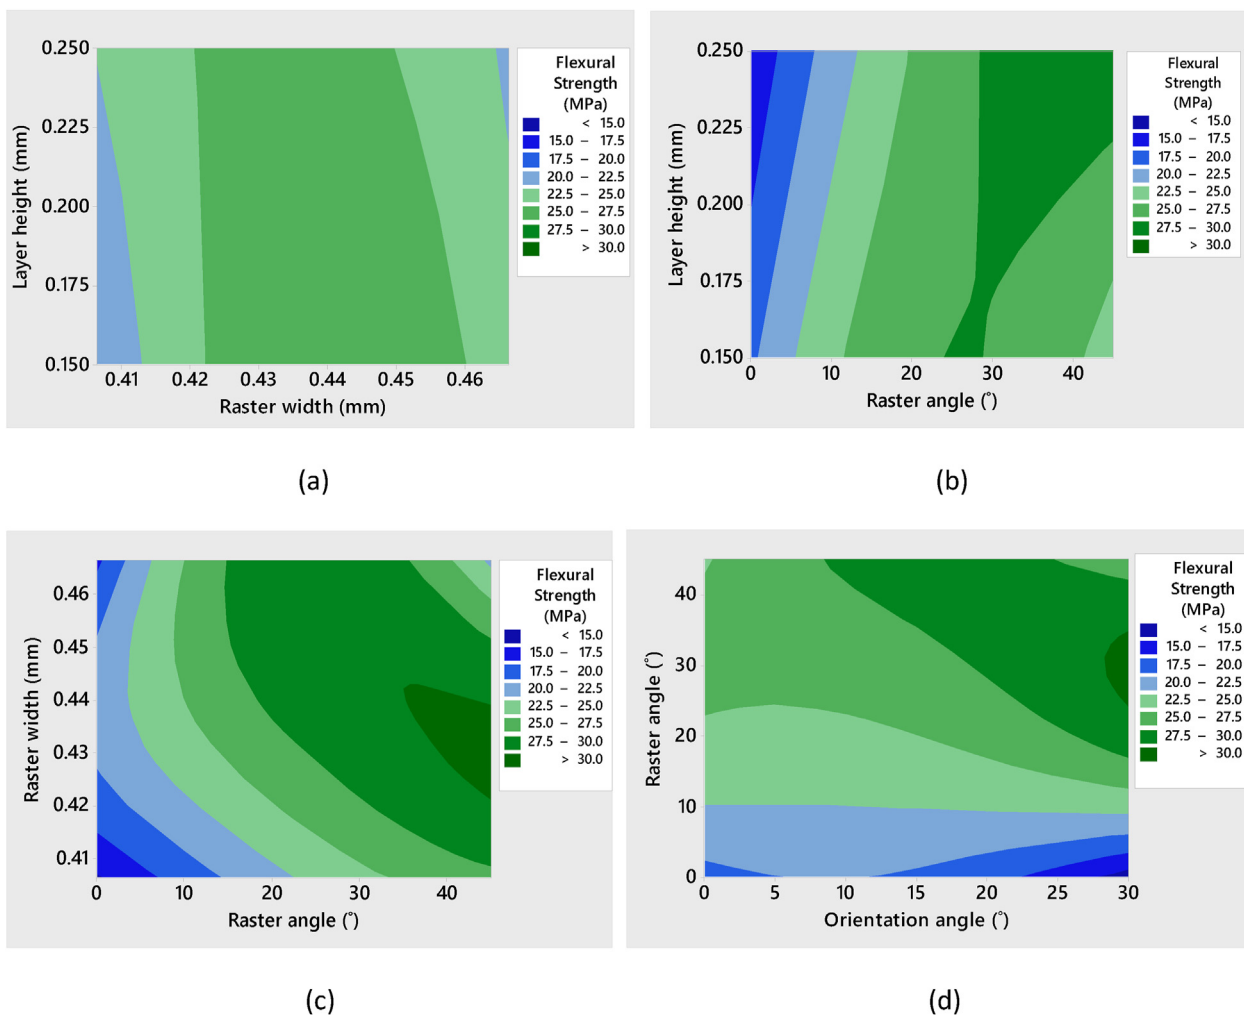 0.250
0.225
0.200
0.175
0.150
Layer height (mm)
0.41 0.42 0.43 0.44 0.45 0.46
Raster width (mm)
Flexural
Strength
(MPa)
< 15.0
15.0 – 17.5
17.5 – 20.0
20.0 – 22.5
22.5 – 25.0
25.0 – 27.5
27.5 – 30.0
> 30.0
(a)
0.250
0.225
0.200
0.175
0.150
Layer height (mm)
0 10 20 30 40
Raster angle (°)
Flexural
Strength
(MPa)
< 15.0
15.0 – 17.5
17.5 – 20.0
20.0 – 22.5
22.5 – 25.0
25.0 – 27.5
27.5 – 30.0
> 30.0
(b)
0.46
0.45
0.44
0.43
0.42
0.41
Raster width (mm)
0 10 20 30 40
Raster angle (°)
Flexural
Strength
(MPa)
< 15.0
15.0 – 17.5
17.5 – 20.0
20.0 – 22.5
22.5 – 25.0
25.0 – 27.5
27.5 – 30.0
> 30.0
(c)
40
30
20
10
0
Raster angle (°)
0 5 10 15 20 25 30
Orientation angle (°)
Flexural
Strength
(MPa)
< 15.0
15.0 – 17.5
17.5 – 20.0
20.0 – 22.5
22.5 – 25.0
25.0 – 27.5
27.5 – 30.0
> 30.0
(d)